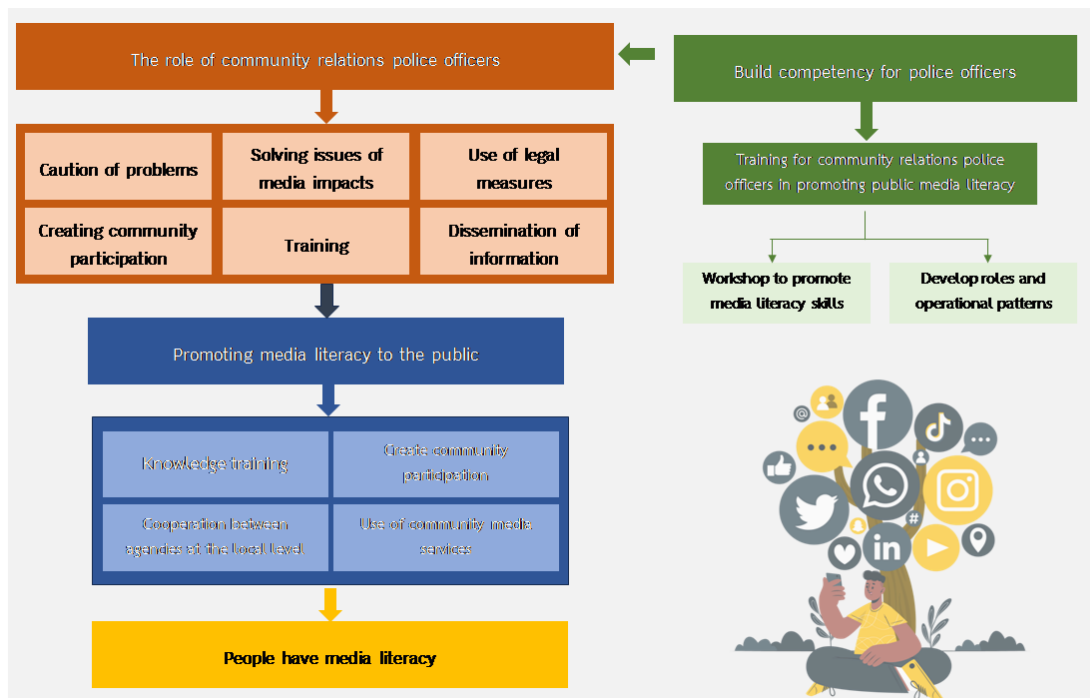 The role of community relations police officers
Build competency for police officers
Caution of problems
Solving issues of
media impacts
Use of legal
measures
Creating community
participation
Training
Dissemination of
information
Training for community relations police
officers in promoting public media literacy
Workshop to promote
media literacy skills
Develop roles and
operational patterns
Promoting media literacy to the public
Knowledge training
Create community
participation
Cooperation between
agencies at the Local level
Use of community media
services
People have media literacy
@
f
#
in